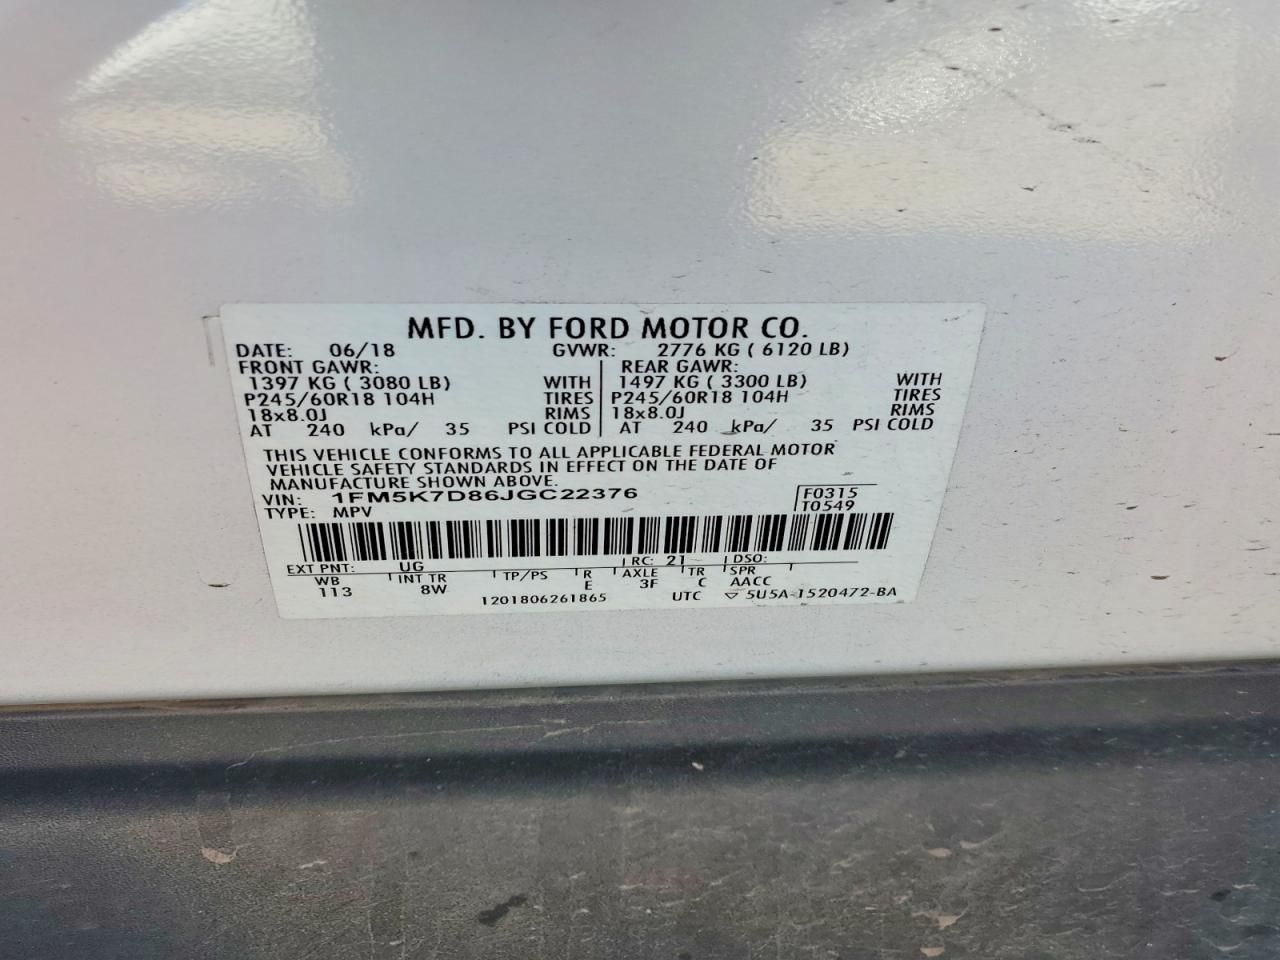 MFD. BY FORD MOTOR CO.
DATE: 06/18 GVWR: 2776 KG ( 6120 LB)
FRONT GAWR: REAR GAWR:
1397 KG ( 3080 LB) WITH 1497 KG ( 3300 LB) WITH
P245/60R18 104H TIRES P245/60R18 104H TIRES
18x8.0J RIMS 18x8.0J RIMS
AT 240 kPa/ 35 PSI COLD AT 240 kPa/ 35 PSI COLD
THIS VEHICLE CONFORMS TO ALL APPLICABLE FEDERAL MOTOR
VEHICLE SAFETY STANDARDS IN EFFECT ON THE DATE OF
MANUFACTURE SHOWN ABOVE.
VIN: 1FM5K7D86JGC22376 F0315
TYPE: MPV T0549
EXT PNT: UG RC: 21 DSO:
WB INT TR TP/PS R AXLE TR SPR
113 8W E 3F C AACC
1201806261865 UTC ▽ 5U5A-1520472-BA